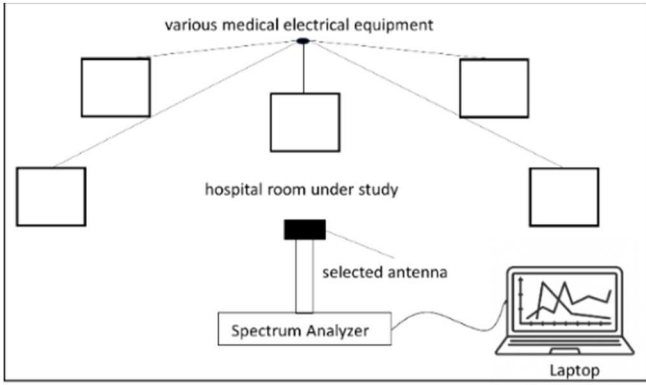 various medical electrical equipment
hospital room under study
selected antenna
Spectrum Analyzer
Laptop